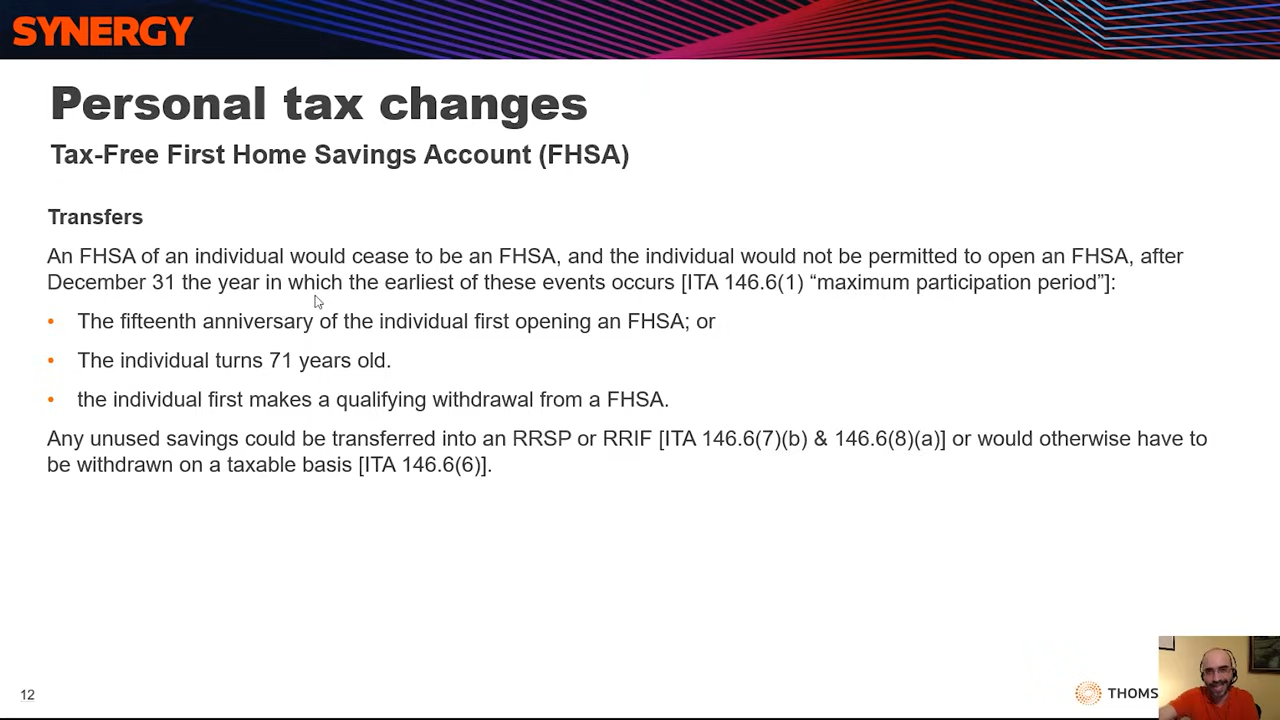 SYNERGY
Personal tax changes
Tax-Free First Home Savings Account (FHSA)
Transfers
An FHSA of an individual would cease to be an FHSA, and the individual would not be permitted to open an FHSA, after
December 31 the year in which the earliest of these events occurs [ITA 146.6(1) “maximum participation period”]:
• The fifteenth anniversary of the individual first opening an FHSA; or
• The individual turns 71 years old.
• the individual first makes a qualifying withdrawal from a FHSA.
Any unused savings could be transferred into an RRSP or RRIF [ITA 146.6(7)(b) & 146.6(8)(a)] or would otherwise have to
be withdrawn on a taxable basis [ITA 146.6(6)].
12
THOMS